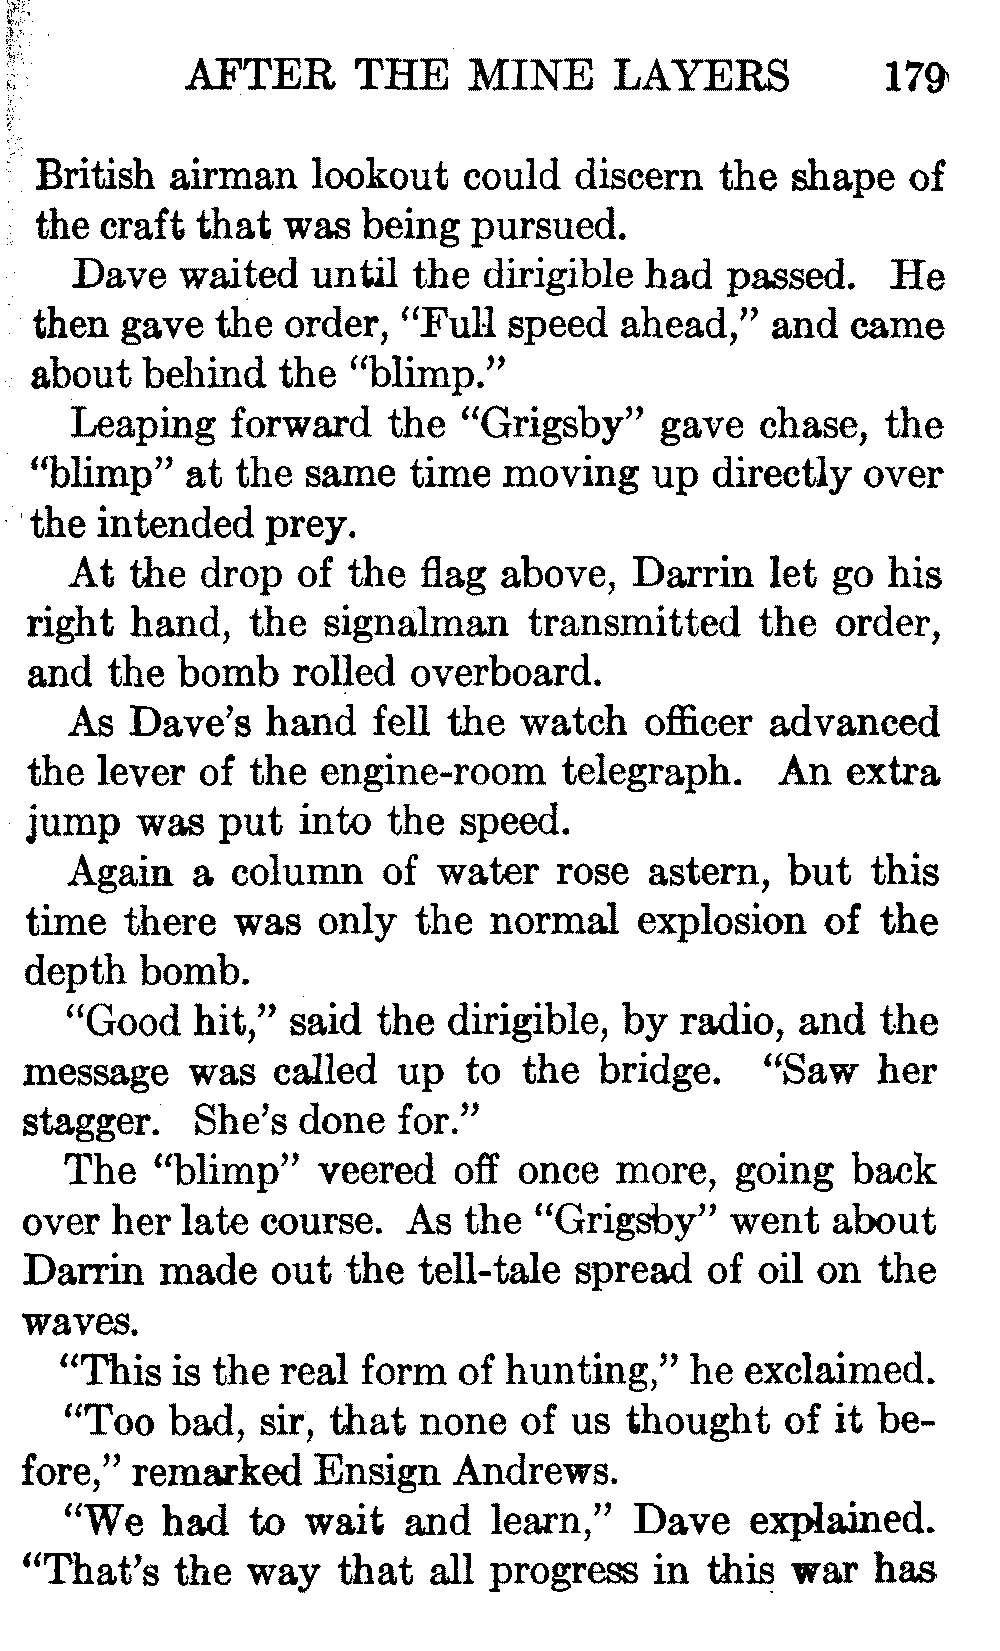 AFTER THE MINE LAYERS 179
British airman lookout could discern the shape of
the craft that was being pursued.
Dave waited until the dirigible had passed. He
then gave the order, “Full speed ahead,” and came
about behind the “blimp.”
Leaping forward the “Grigsby” gave chase, the
“blimp” at the same time moving up directly over
the intended prey.
At the drop of the flag above, Darrin let go his
right hand, the signalman transmitted the order,
and the bomb rolled overboard.
As Dave’s hand fell the watch officer advanced
the lever of the engine-room telegraph. An extra
jump was put into the speed.
Again a column of water rose astern, but this
time there was only the normal explosion of the
depth bomb.
“Good hit,” said the dirigible, by radio, and the
message was called up to the bridge. “Saw her
stagger. She’s done for.”
The “blimp” veered off once more, going back
over her late course. As the “Grigsby” went about
Darrin made out the tell-tale spread of oil on the
waves.
“This is the real form of hunting,” he exclaimed.
“Too bad, sir, that none of us thought of it be-
fore,” remarked Ensign Andrews.
“We had to wait and learn,” Dave explained.
“That’s the way that all progress in this war has